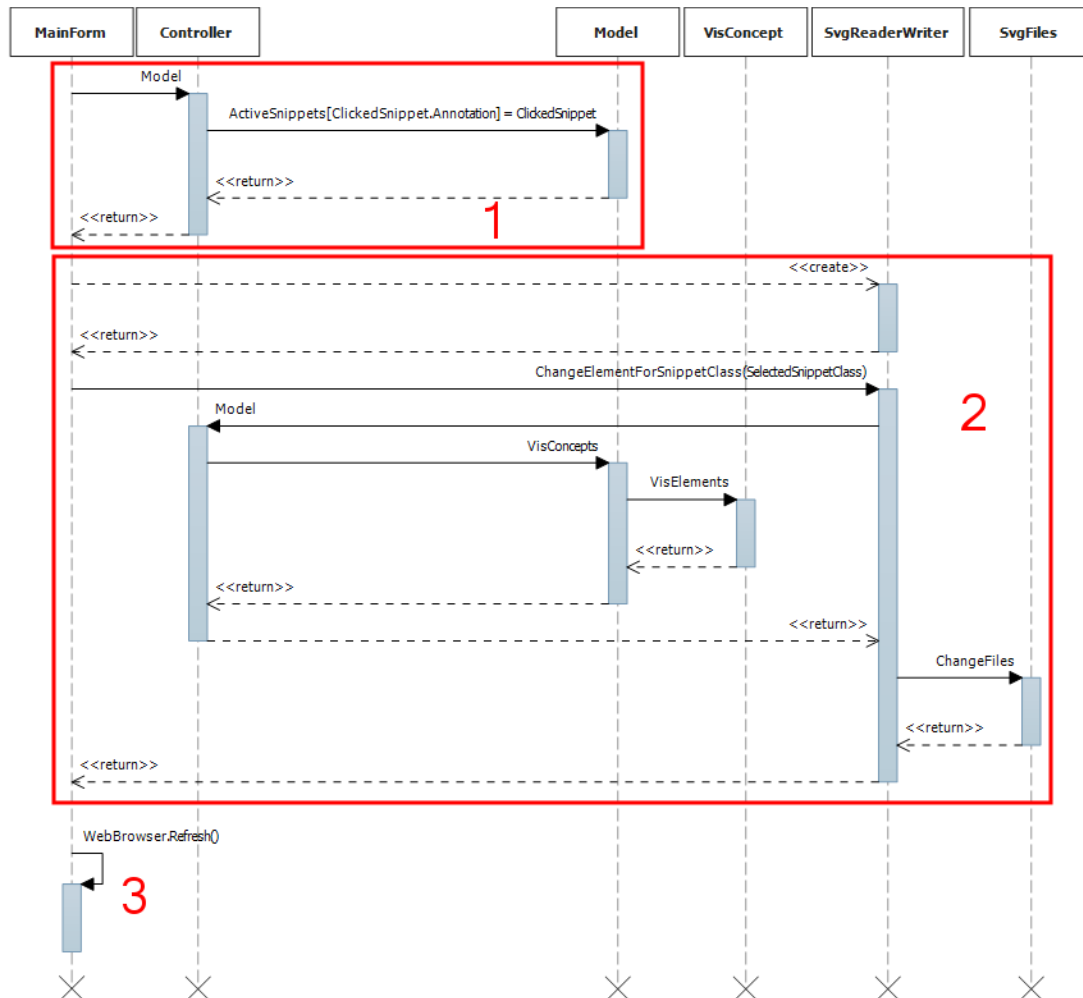 MainForm
Controller
Model
VisConcept
SvgReaderWriter
SvgFiles
Model
ActiveSnippets[ClickedSnippet.Annotation] = ClickedSnippet
<<return>>
<<return>>
1
<<create>>
<<return>>
ChangeElementForSnippetClass(SelectedSnippetClass)
Model
2
VisConcepts
VisElements
<<return>>
<<return>>
<<return>>
ChangeFiles
<<return>>
<<return>>
WebBrowser.Refresh()
3